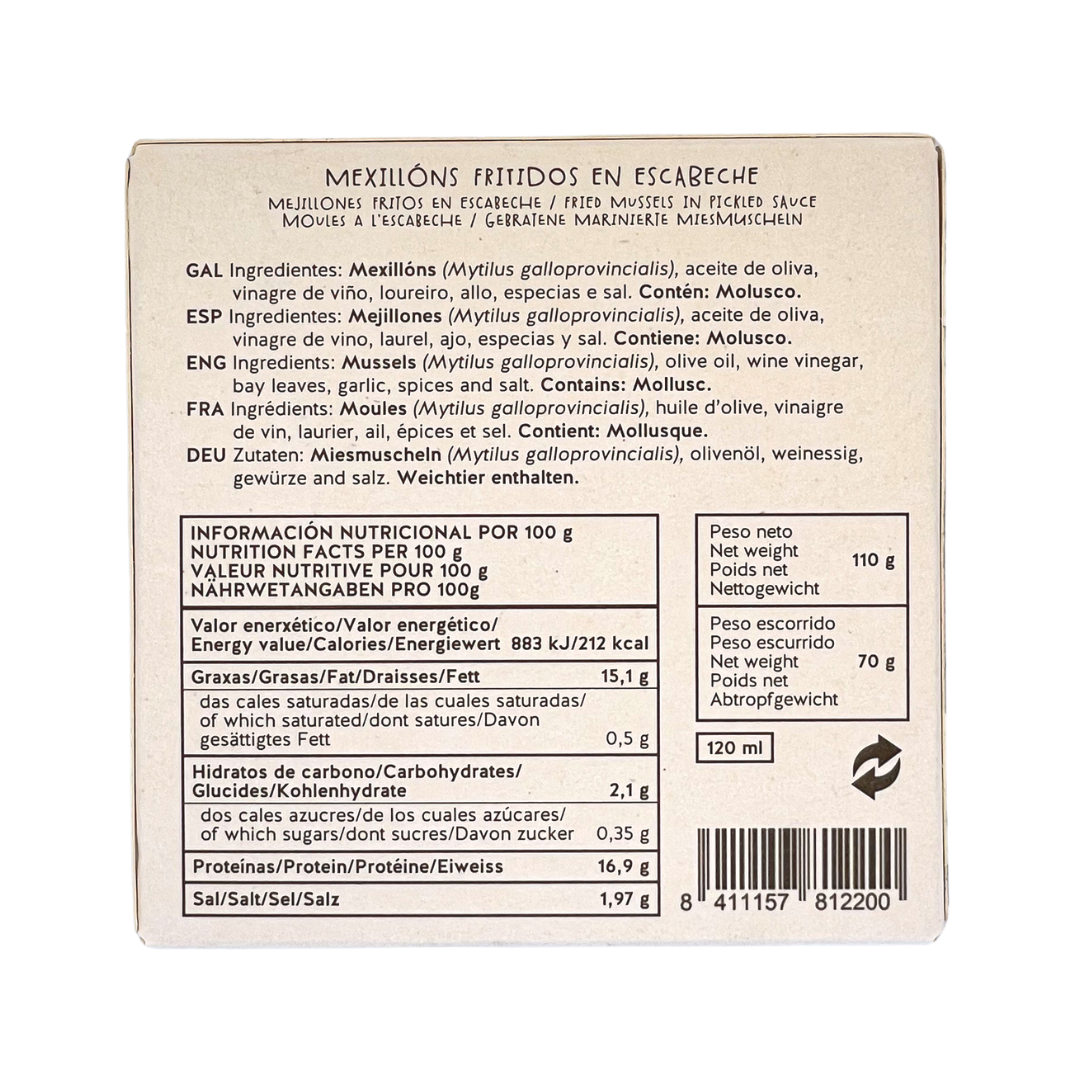 MEXILLÓNS FRITIDOS EN ESCABECHE
MEJILLONES FRITOS EN ESCABECHE / FRIED MUSSELS IN PICKLED SAUCE
MOULES A L'ESCABECHE / GEBRATENE MARINIERTE MIESMUSCHELN
GAL Ingredientes: Mexillóns (Mytilus galloprovincialis), aceite de oliva,
vinagre de viño, loureiro, allo, especias e sal. Contén: Molusco.
ESP Ingredientes: Mejillones (Mytilus galloprovincialis), aceite de oliva,
vinagre de vino, laurel, ajo, especias y sal. Contiene: Molusco.
ENG Ingredients: Mussels (Mytilus galloprovincialis), olive oil, wine vinegar,
bay leaves, garlic, spices and salt. Contains: Mollusc.
FRA Ingrédients: Moules (Mytilus galloprovincialis), huile d'olive, vinaigre
de vin, laurier, ail, épices et sel. Contient: Mollusque.
DEU Zutaten: Miesmuscheln (Mytilus galloprovincialis), olivenöl, weinessig,
gewürze and salz. Weichtier enthalten.
INFORMACIÓN NUTRICIONAL POR 100 g
NUTRITION FACTS PER 100 g
VALEUR NUTRITIVE POUR 100 g
NÄHRWETANGABEN PRO 100g
Valor enerxético/Valor energético/
Energy value/Calories/Energiewert 883 kJ/212 kcal
Graxas/Grasas/Fat/Draisses/Fett 15,1 g
das cales saturadas/de las cuales saturadas/
of which saturated/dont satures/Davon
gesättigtes Fett 0,5 g
Hidratos de carbono/Carbohydrates/
Glucides/Kohlenhydrate 2,1 g
dos cales azucres/de los cuales azúcares/
of which sugars/dont sucres/Davon zucker 0,35 g
Proteínas/Protein/Protéine/Eiweiss 16,9 g
Sal/Salt/Sel/Salz 1,97 g
Peso neto
Net weight
Poids net
Nettogewicht
110 g
Peso escorrido
Peso escurrido
Net weight
Poids net
Abtropfgewicht
70 g
120 ml
8 411157 812200